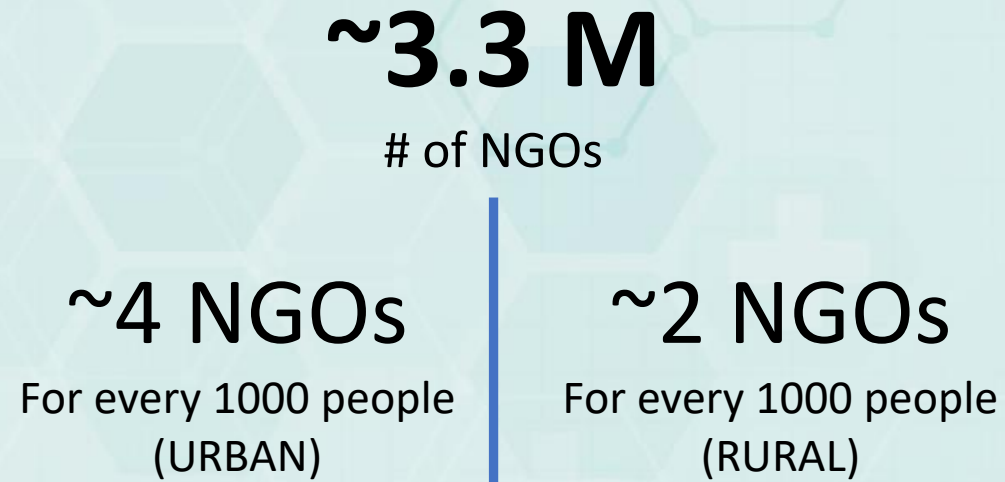 ~3.3 M
# of NGOs
~4 NGOs
For every 1000 people
(URBAN)
~2 NGOs
For every 1000 people
(RURAL)